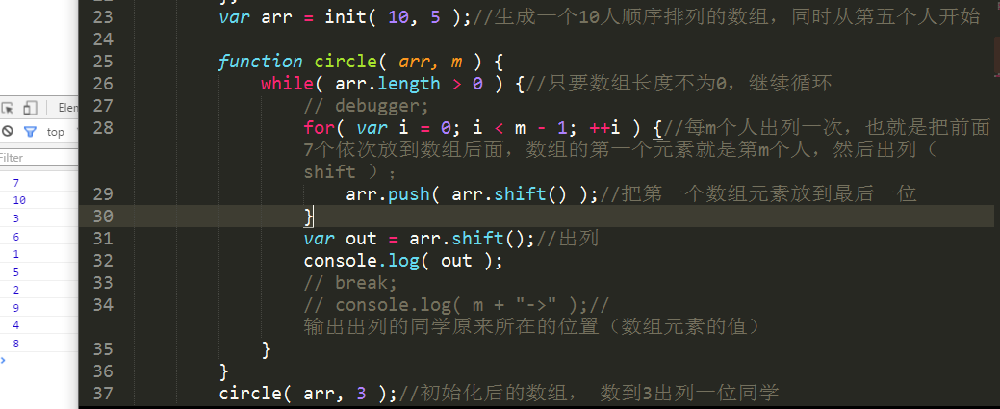 23 var arr = init( 10, 5 );//生成一个10人顺序排列的数组，同时从第五个人开始
24
25 function circle( arr, m ) {
26 while( arr.length > 0 ) {//只要数组长度不为0，继续循环
27 // debugger;
28 for( var i = 0; i < m - 1; ++i ) {//每m个人出列一次，也就是把前面
7个依次放到数组后面，数组的第一个元素就是第m个人，然后出列（
shift ）；
29 arr.push( arr.shift() );//把第一个数组元素放到最后一位
30 }
31 var out = arr.shift();//出列
32 console.log( out );
33 // break;
34 // console.log( m + "->" );//
输出出列的同学原来所在的位置（数组元素的值）
35 }
36 }
37 circle( arr, 3 );//初始化后的数组， 数到3出列一位同学
Elen
top
Filter
7
10
3
6
1
5
2
9
4
8
>